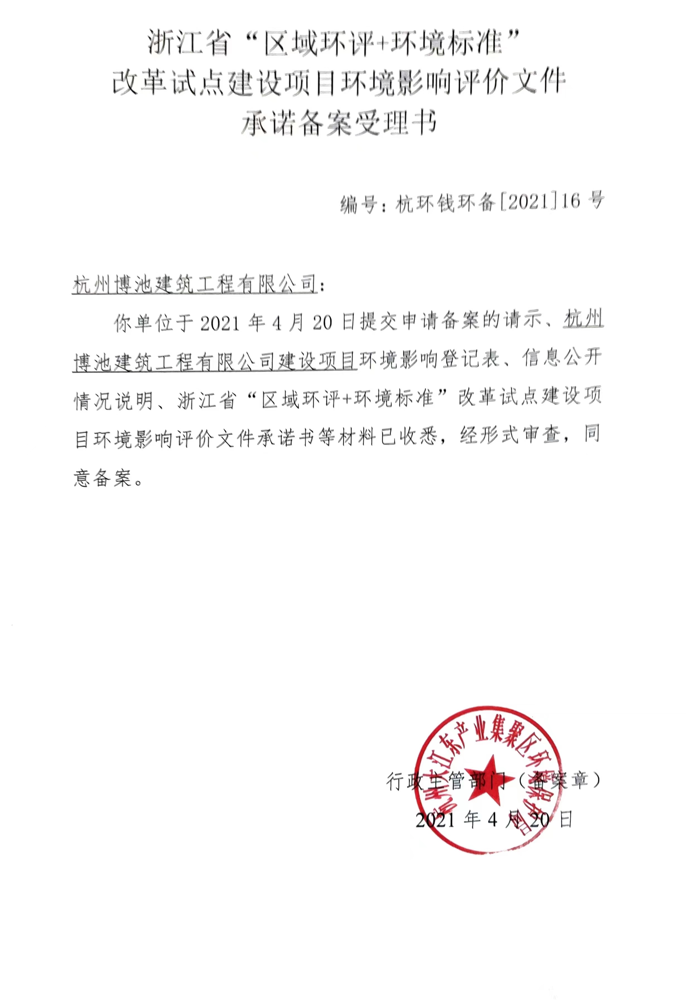 浙江省“区域环评+环境标准”
改革试点建设项目环境影响评价文件
承诺备案受理书
编号：杭环钱环备[2021]16 号
杭州博池建筑工程有限公司：
你单位于 2021 年 4 月 20 日提交申请备案的请示、杭州
博池建筑工程有限公司建设项目环境影响登记表、信息公开
情况说明、浙江省“区域环评+环境标准”改革试点建设项
目环境影响评价文件承诺书等材料已收悉，经形式审查，同
意备案。
杭州大江东产业集聚区环境保护局
行政主管部门（备案章）
2021 年 4 月 20 日